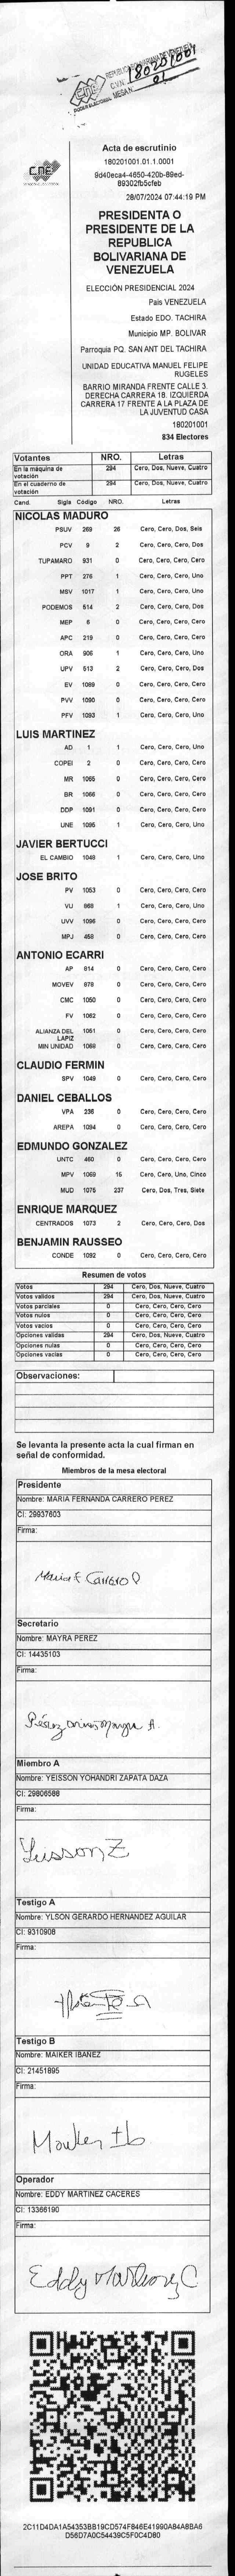 REPUBLICA BOLIVARIANA DE VENEZUELA
CNE
C.V.N. 180201001
PODER ELECTORAL MESA N° 01
CNE
Acta de escrutinio
180201001.01.1.0001
9d40eca4-4650-420b-89ed-
89302fb5cfeb
28/07/2024 07:44:19 PM
PRESIDENTA O
PRESIDENTE DE LA
REPUBLICA
BOLIVARIANA DE
VENEZUELA
ELECCIÓN PRESIDENCIAL 2024
Pais VENEZUELA
Estado EDO. TACHIRA
Municipio MP. BOLIVAR
Parroquia PQ. SAN ANT DEL TACHIRA
UNIDAD EDUCATIVA MANUEL FELIPE
RUGELES
BARRIO MIRANDA FRENTE CALLE 3.
DERECHA CARRERA 18. IZQUIERDA
CARRERA 17 FRENTE A LA PLAZA DE
LA JUVENTUD CASA
180201001
834 Electores
Votantes NRO. Letras
En la máquina de votación 294 Cero, Dos, Nueve, Cuatro
En el cuaderno de votación 294 Cero, Dos, Nueve, Cuatro
Cand. Sigla Código NRO. Letras
NICOLAS MADURO
PSUV 269 26 Cero, Cero, Dos, Seis
PCV 9 2 Cero, Cero, Cero, Dos
TUPAMARO 931 0 Cero, Cero, Cero, Cero
PPT 276 1 Cero, Cero, Cero, Uno
MSV 1017 1 Cero, Cero, Cero, Uno
PODEMOS 514 2 Cero, Cero, Cero, Dos
MEP 6 0 Cero, Cero, Cero, Cero
APC 219 0 Cero, Cero, Cero, Cero
ORA 906 1 Cero, Cero, Cero, Uno
UPV 513 2 Cero, Cero, Cero, Dos
EV 1089 0 Cero, Cero, Cero, Cero
PVV 1090 0 Cero, Cero, Cero, Cero
PFV 1093 1 Cero, Cero, Cero, Uno
LUIS MARTINEZ
AD 1 1 Cero, Cero, Cero, Uno
COPEI 2 0 Cero, Cero, Cero, Cero
MR 1065 0 Cero, Cero, Cero, Cero
BR 1066 0 Cero, Cero, Cero, Cero
DDP 1091 0 Cero, Cero, Cero, Cero
UNE 1095 1 Cero, Cero, Cero, Uno
JAVIER BERTUCCI
EL CAMBIO 1048 1 Cero, Cero, Cero, Uno
JOSE BRITO
PV 1053 0 Cero, Cero, Cero, Cero
VU 868 1 Cero, Cero, Cero, Uno
UVV 1096 0 Cero, Cero, Cero, Cero
MPJ 458 0 Cero, Cero, Cero, Cero
ANTONIO ECARRI
AP 814 0 Cero, Cero, Cero, Cero
MOVEV 878 0 Cero, Cero, Cero, Cero
CMC 1050 0 Cero, Cero, Cero, Cero
FV 1062 0 Cero, Cero, Cero, Cero
ALIANZA DEL LAPIZ 1051 0 Cero, Cero, Cero, Cero
MIN UNIDAD 1068 0 Cero, Cero, Cero, Cero
CLAUDIO FERMIN
SPV 1049 0 Cero, Cero, Cero, Cero
DANIEL CEBALLOS
VPA 236 0 Cero, Cero, Cero, Cero
AREPA 1094 0 Cero, Cero, Cero, Cero
EDMUNDO GONZALEZ
UNTC 460 0 Cero, Cero, Cero, Cero
MPV 1059 15 Cero, Cero, Uno, Cinco
MUD 1075 237 Cero, Dos, Tres, Siete
ENRIQUE MARQUEZ
CENTRADOS 1073 2 Cero, Cero, Cero, Dos
BENJAMIN RAUSSEO
CONDE 1092 0 Cero, Cero, Cero, Cero
Resumen de votos
Votos 294 Cero, Dos, Nueve, Cuatro
Votos validos 294 Cero, Dos, Nueve, Cuatro
Votos parciales 0 Cero, Cero, Cero, Cero
Votos nulos 0 Cero, Cero, Cero, Cero
Votos vacios 0 Cero, Cero, Cero, Cero
Opciones validas 294 Cero, Dos, Nueve, Cuatro
Opciones nulas 0 Cero, Cero, Cero, Cero
Opciones vacias 0 Cero, Cero, Cero, Cero
Observaciones:
Se levanta la presente acta la cual firman en
señal de conformidad.
Miembros de la mesa electoral
Presidente
Nombre: MARIA FERNANDA CARRERO PEREZ
CI: 29937603
Firma:
Maria F Carrero P
Secretario
Nombre: MAYRA PEREZ
CI: 14435103
Firma:
Miembro A
Nombre: YEISSON YOHANDRI ZAPATA DAZA
CI: 29806588
Firma:
Yeisson Z
Testigo A
Nombre: YLSON GERARDO HERNANDEZ AGUILAR
CI: 9310908
Firma:
Testigo B
Nombre: MAIKER IBAÑEZ
CI: 21451895
Firma:
Maiker Ib
Operador
Nombre: EDDY MARTINEZ CACERES
CI: 13366190
Firma:
Eddy Martinez C
2C11D4DA1A54353BB19CD574F846E41990A84A8BA6
D56D7A0C54439C5F0C4D80